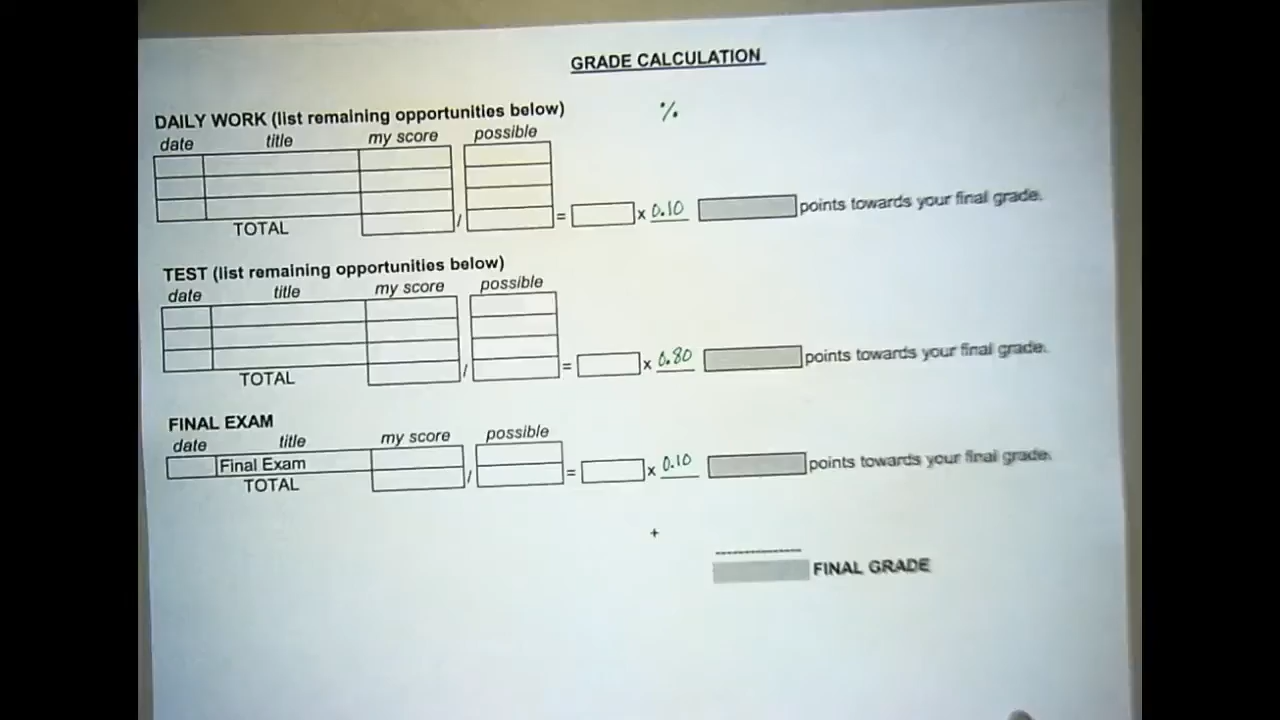 GRADE CALCULATION
DAILY WORK (list remaining opportunities below) %
date title my score possible
TOTAL / = x 0.10 points towards your final grade.
TEST (list remaining opportunities below)
date title my score possible
TOTAL / = x 0.80 points towards your final grade.
FINAL EXAM
date title my score possible
Final Exam
TOTAL / = x 0.10 points towards your final grade.
+
----------------
FINAL GRADE